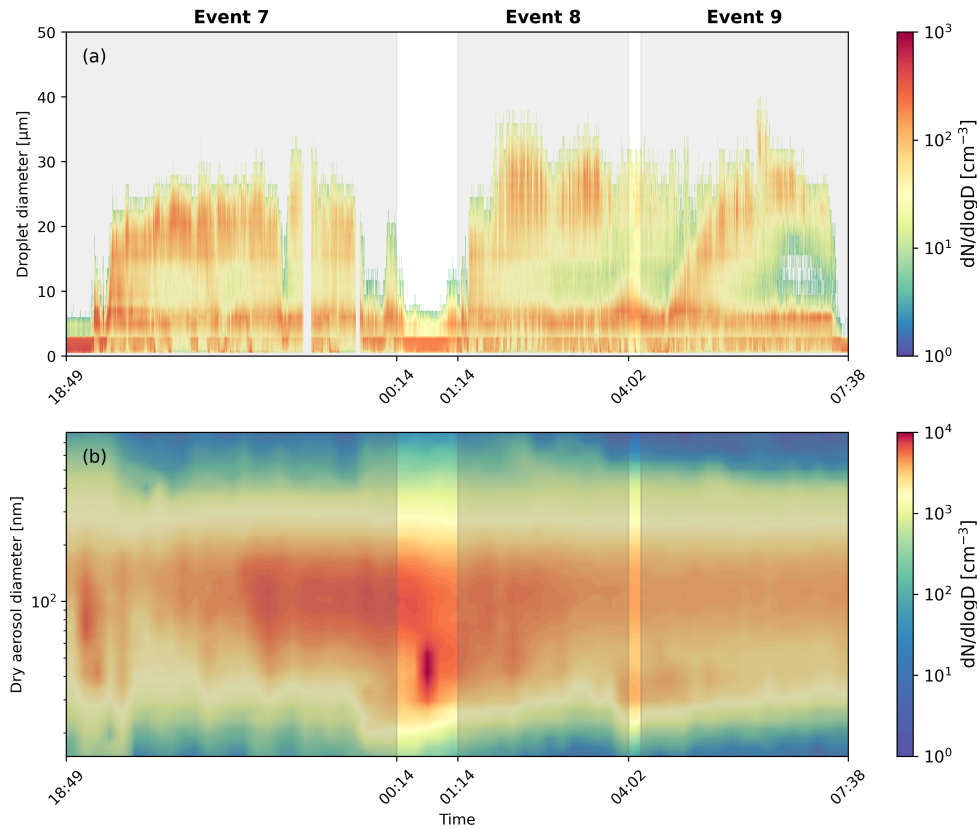 Event 7 Event 8 Event 9
(a)
Droplet diameter [µm]
50
40
30
20
10
0
18:49 00:14 01:14 04:02 07:38
10³
10²
10¹
10⁰
dN/dlogD [cm⁻³]
(b)
Dry aerosol diameter [nm]
10²
18:49 00:14 01:14 04:02 07:38
Time
10⁴
10³
10²
10¹
10⁰
dN/dlogD [cm⁻³]